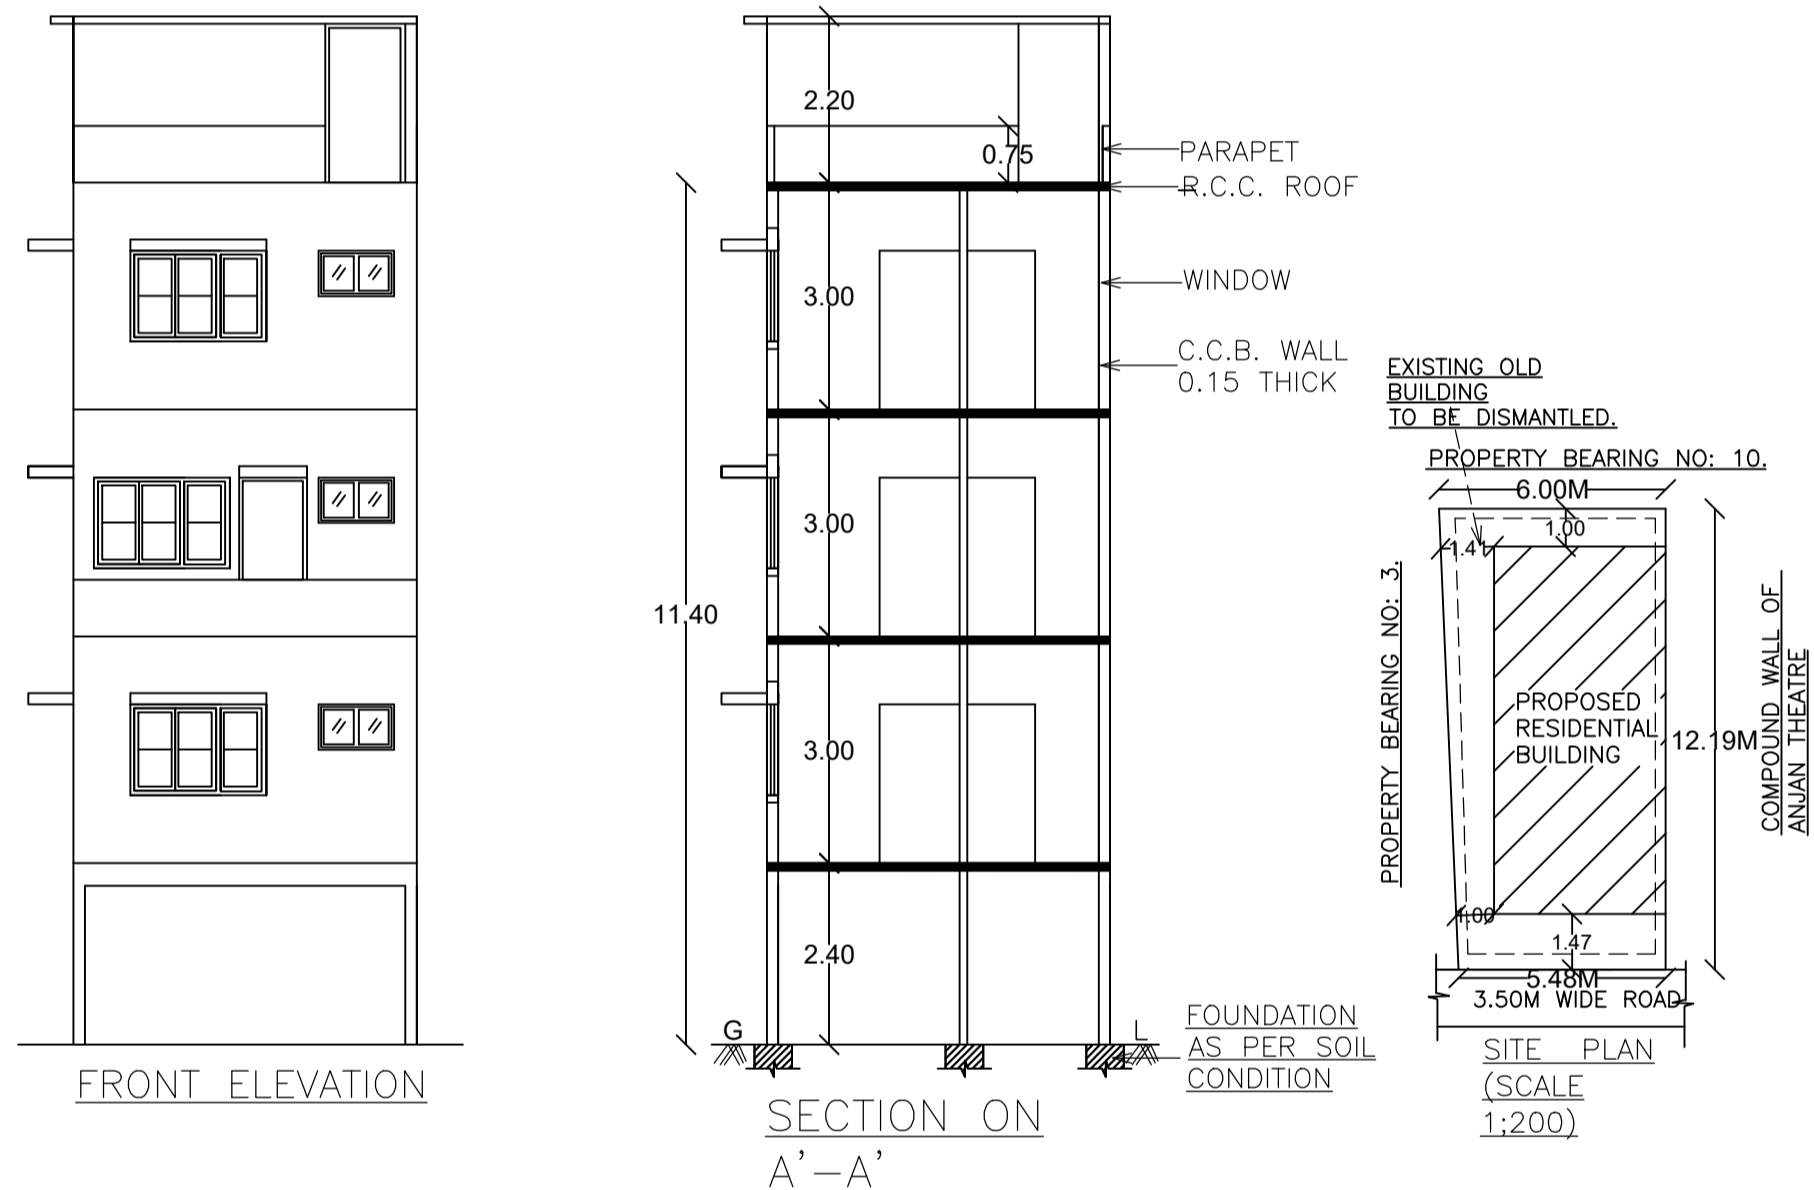 2.20
0.75
PARAPET
R.C.C. ROOF
3.00
WINDOW
C.C.B. WALL
0.15 THICK
3.00
11.40
3.00
2.40
G
L
FOUNDATION
AS PER SOIL
CONDITION
FRONT ELEVATION
SECTION ON
A'-A'
EXISTING OLD
BUILDING
TO BE DISMANTLED.
PROPERTY BEARING NO: 10.
6.00M
1.00
1.41
PROPERTY BEARING NO: 3.
PROPOSED
RESIDENTIAL
BUILDING
12.19M
COMPOUND WALL OF
ANJAN THEATRE
1.00
1.47
5.48M
3.50M WIDE ROAD
SITE PLAN
(SCALE
1;200)